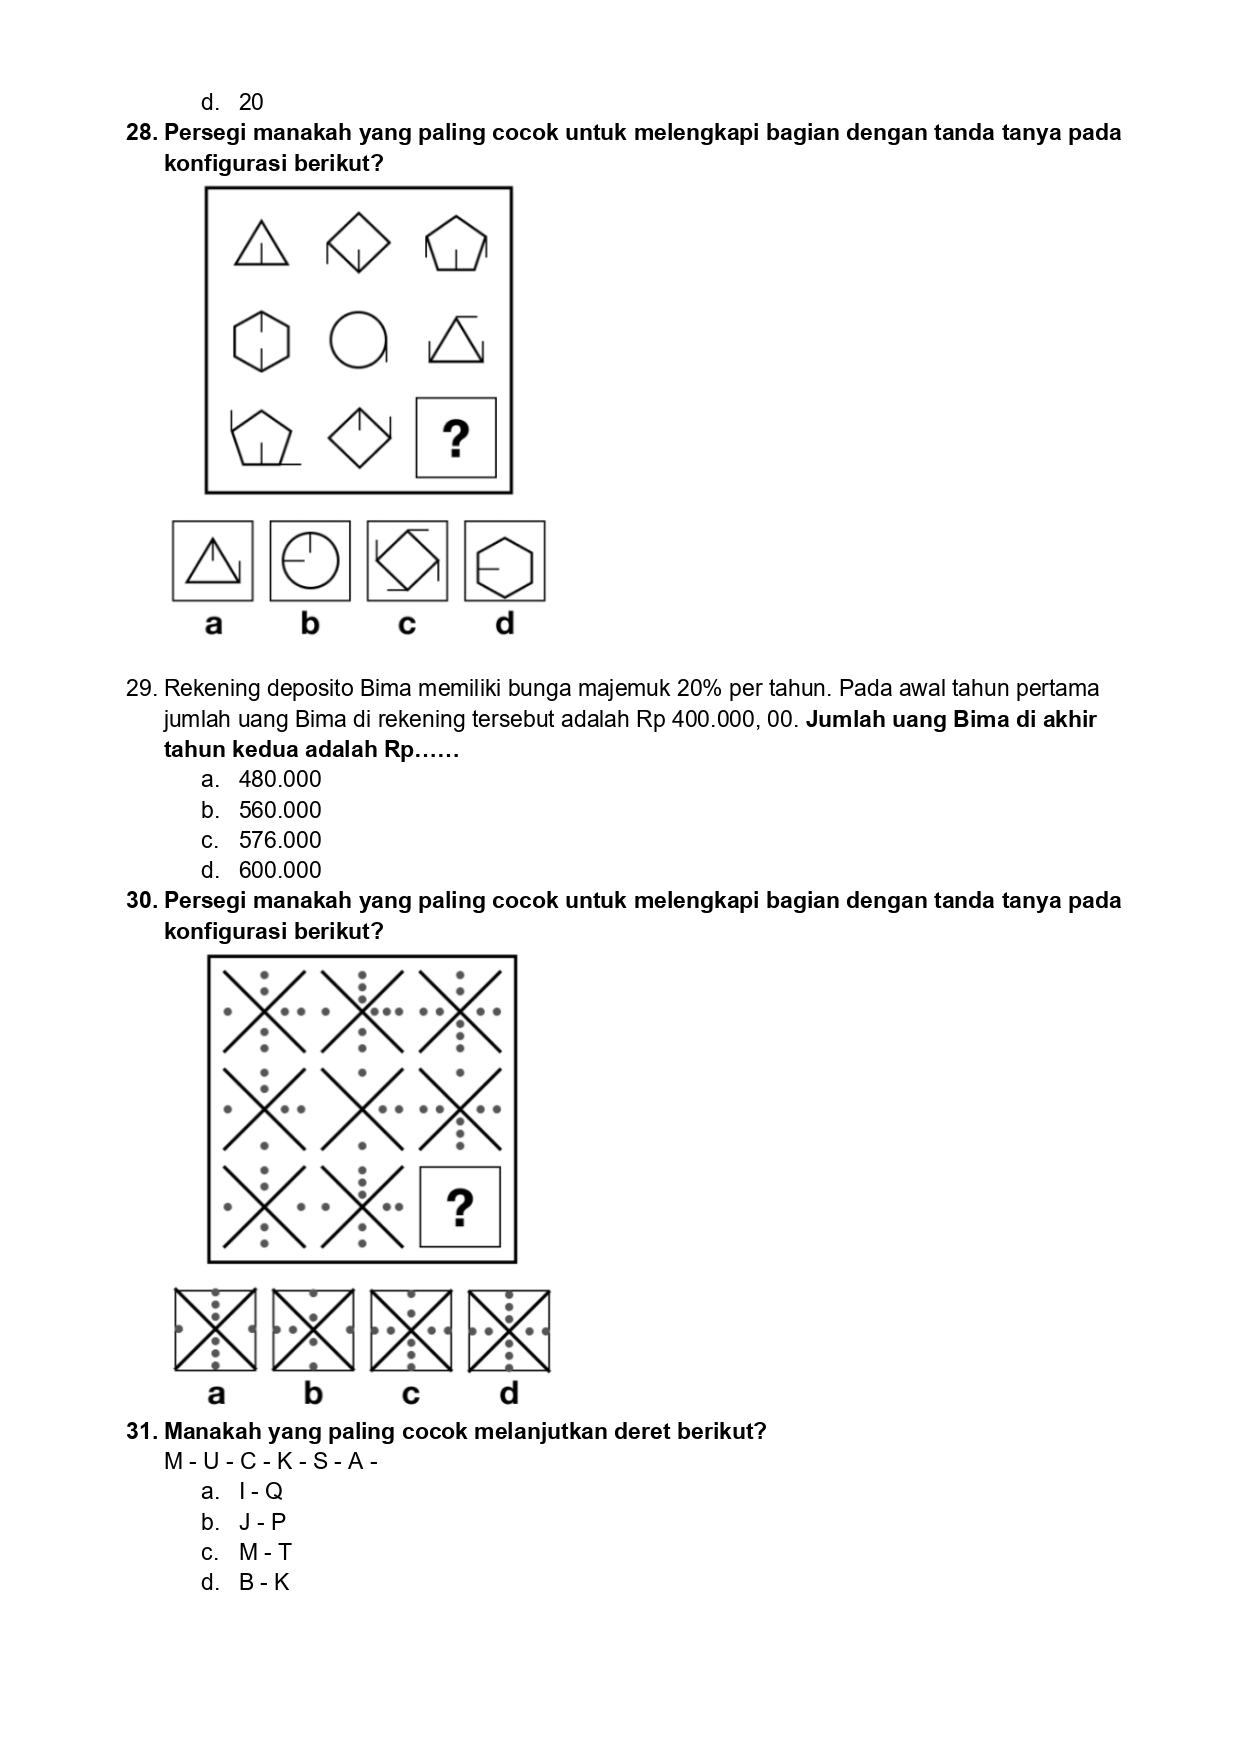 d. 20
28. Persegi manakah yang paling cocok untuk melengkapi bagian dengan tanda tanya pada
konfigurasi berikut?
?
a b c d
29. Rekening deposito Bima memiliki bunga majemuk 20% per tahun. Pada awal tahun pertama
jumlah uang Bima di rekening tersebut adalah Rp 400.000, 00. Jumlah uang Bima di akhir
tahun kedua adalah Rp……
a. 480.000
b. 560.000
c. 576.000
d. 600.000
30. Persegi manakah yang paling cocok untuk melengkapi bagian dengan tanda tanya pada
konfigurasi berikut?
?
a b c d
31. Manakah yang paling cocok melanjutkan deret berikut?
M - U - C - K - S - A -
a. I - Q
b. J - P
c. M - T
d. B - K